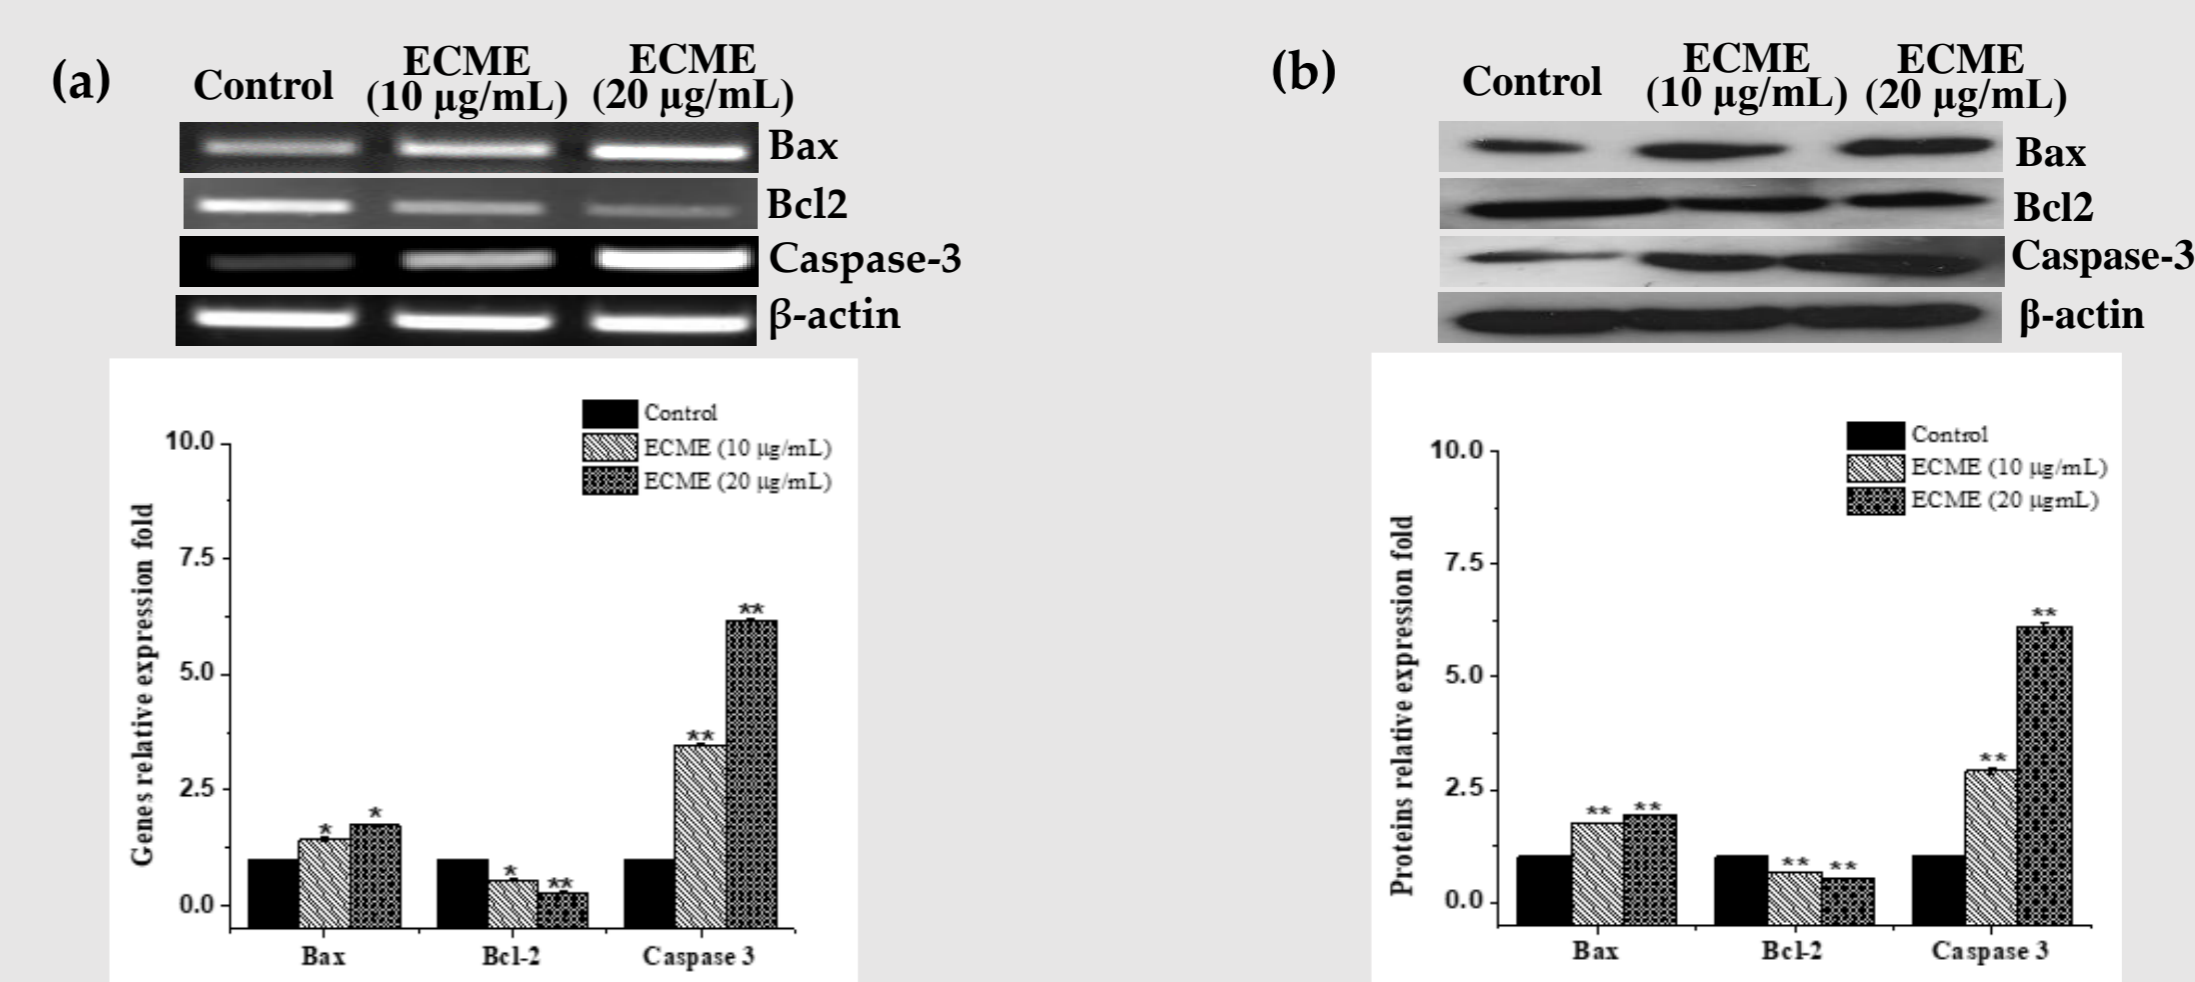 (a)
Control
ECME
(10 µg/mL)
ECME
(20 µg/mL)
Bax
Bcl2
Caspase-3
β-actin
Control
ECME (10 µg/mL)
ECME (20 µg/mL)
Genes relative expression fold
10.0
7.5
5.0
2.5
0.0
*
*
*
**
**
**
Bax
Bcl-2
Caspase 3
(b)
Control
ECME
(10 µg/mL)
ECME
(20 µg/mL)
Bax
Bcl2
Caspase-3
β-actin
Control
ECME (10 µg/mL)
ECME (20 µgmL)
Proteins relative expression fold
10.0
7.5
5.0
2.5
0.0
**
**
**
**
**
**
Bax
Bcl-2
Caspase 3